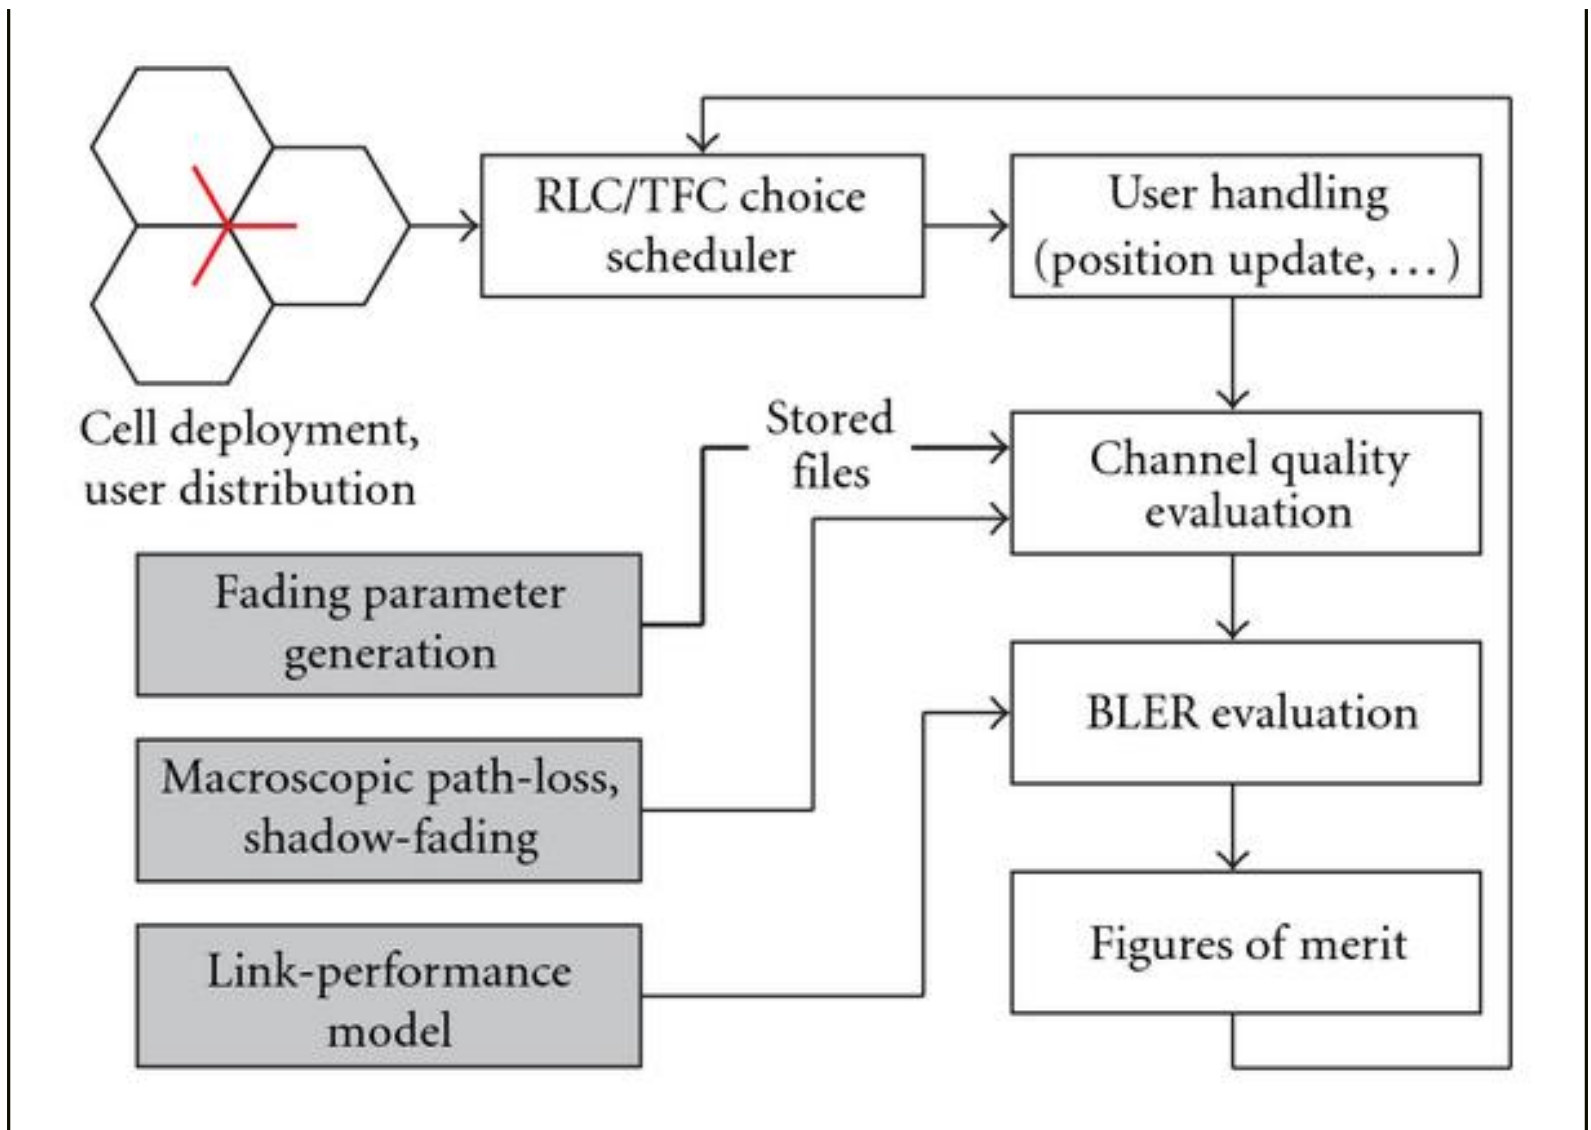 RLC/TFC choice
scheduler
User handling
(position update, ...)
Cell deployment,
user distribution
Stored
files
Channel quality
evaluation
Fading parameter
generation
BLER evaluation
Macroscopic path-loss,
shadow-fading
Figures of merit
Link-performance
model